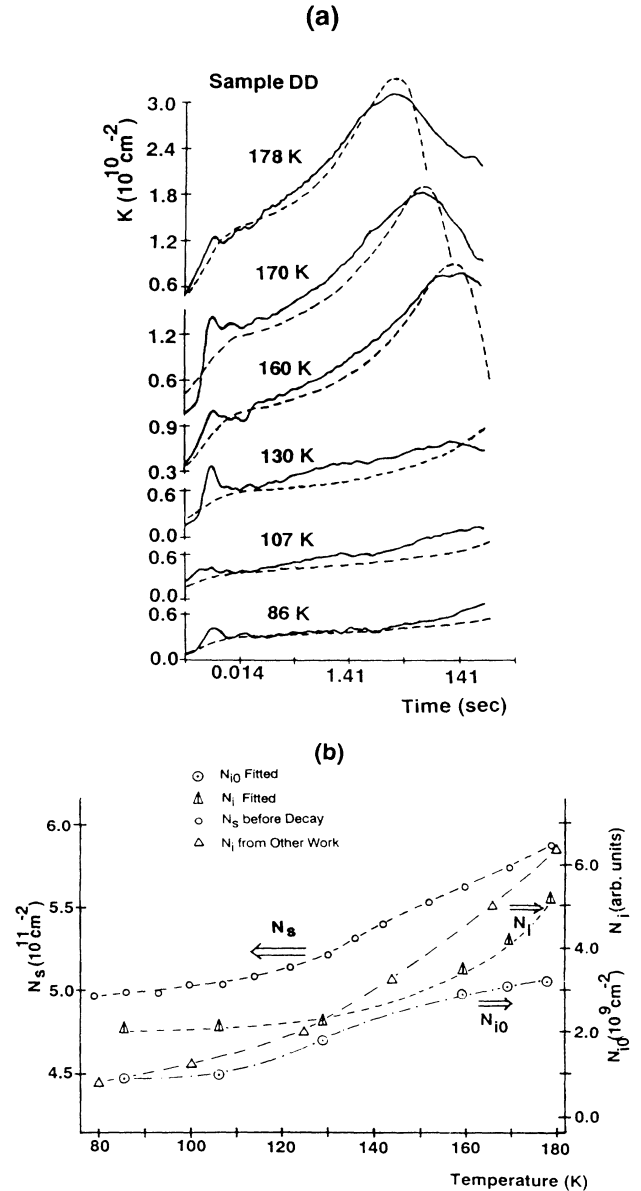 (a)
Sample DD
K (10^10 cm^-2)
3.0
2.4
1.8
1.2
0.6
178 K
170 K
1.2
0.6
160 K
0.9
0.3
130 K
0.6
0.0
107 K
0.6
0.0
86 K
0.6
0.0
0.014 1.41 141
Time (sec)
(b)
N_i0 Fitted
N_i Fitted
N_s before Decay
N_i from Other Work
N_s (10^11 cm^-2)
6.0
5.5
5.0
4.5
N_s
N_I
N_i0
6.0
4.0
2.0
0.0
N_i (arb. units)
N_i0 (10^9 cm^-2)
80 100 120 140 160 180
Temperature (K)